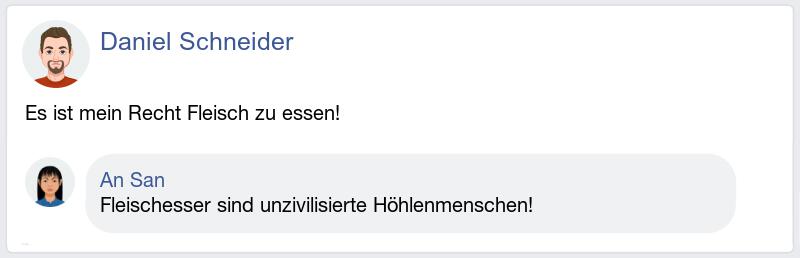 Daniel Schneider
Es ist mein Recht Fleisch zu essen!
An San
Fleischesser sind unzivilisierte Höhlenmenschen!